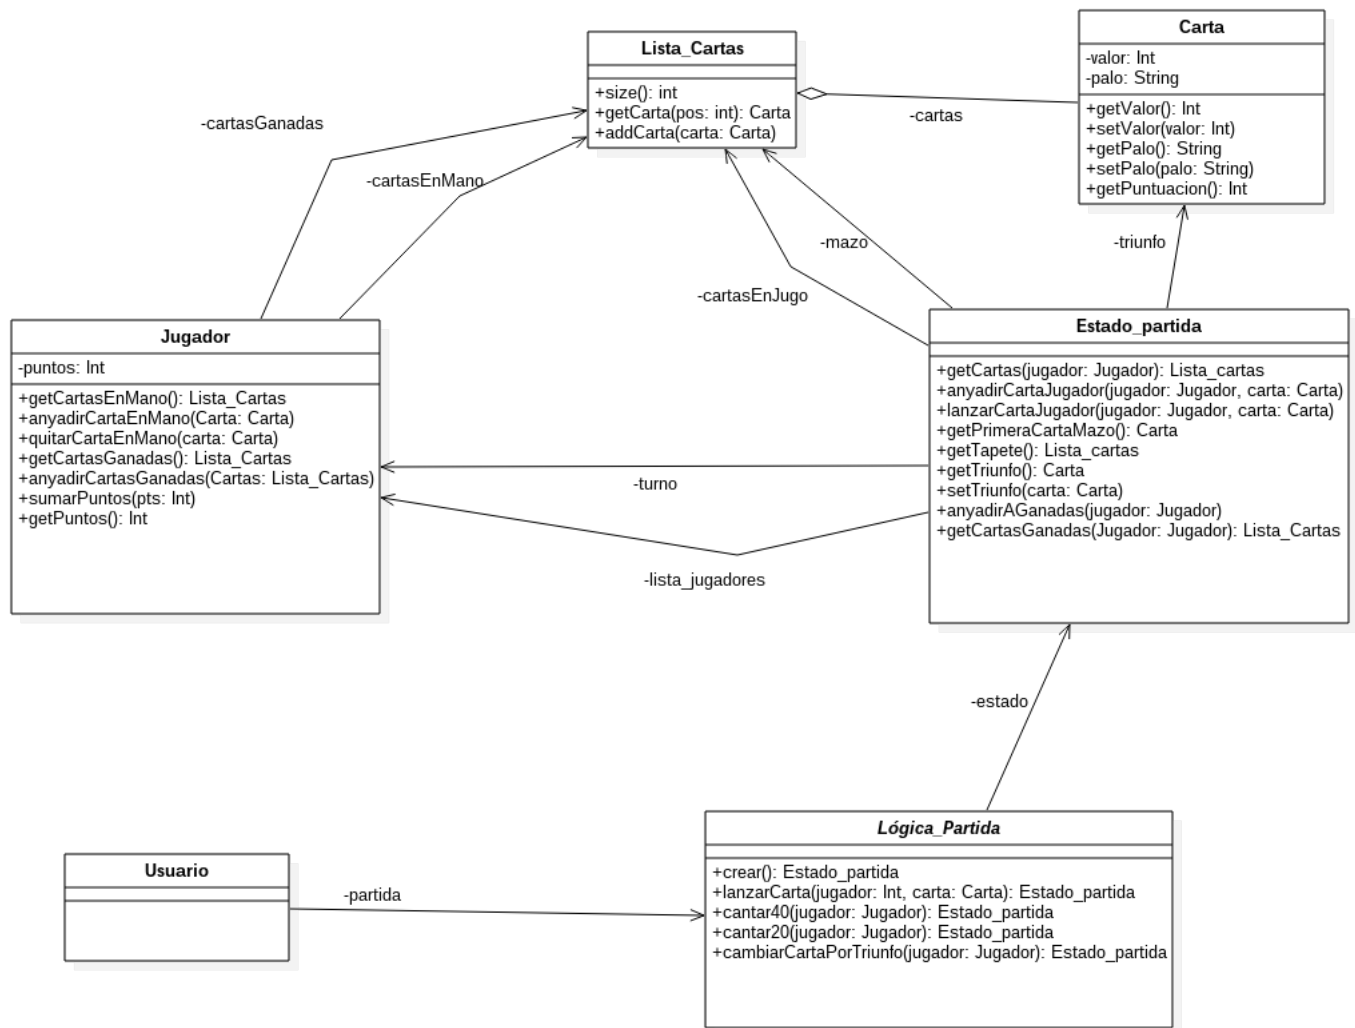 Lista_Cartas
+size(): int
+getCarta(pos: int): Carta
+addCarta(carta: Carta)
Carta
-valor: Int
-palo: String
+getValor(): Int
+setValor(valor: Int)
+getPalo(): String
+setPalo(palo: String)
+getPuntuacion(): Int
-cartas
-cartasGanadas
-cartasEnMano
-mazo
-triunfo
-cartasEnJugo
Jugador
-puntos: Int
+getCartasEnMano(): Lista_Cartas
+anyadirCartaEnMano(Carta: Carta)
+quitarCartaEnMano(carta: Carta)
+getCartasGanadas(): Lista_Cartas
+anyadirCartasGanadas(Cartas: Lista_Cartas)
+sumarPuntos(pts: Int)
+getPuntos(): Int
Estado_partida
+getCartas(jugador: Jugador): Lista_cartas
+anyadirCartaJugador(jugador: Jugador, carta: Carta)
+lanzarCartaJugador(jugador: Jugador, carta: Carta)
+getPrimeraCartaMazo(): Carta
+getTapete(): Lista_cartas
+getTriunfo(): Carta
+setTriunfo(carta: Carta)
+anyadirAGanadas(jugador: Jugador)
+getCartasGanadas(Jugador: Jugador): Lista_Cartas
-turno
-lista_jugadores
-estado
Usuario
-partida
Lógica_Partida
+crear(): Estado_partida
+lanzarCarta(jugador: Int, carta: Carta): Estado_partida
+cantar40(jugador: Jugador): Estado_partida
+cantar20(jugador: Jugador): Estado_partida
+cambiarCartaPorTriunfo(jugador: Jugador): Estado_partida